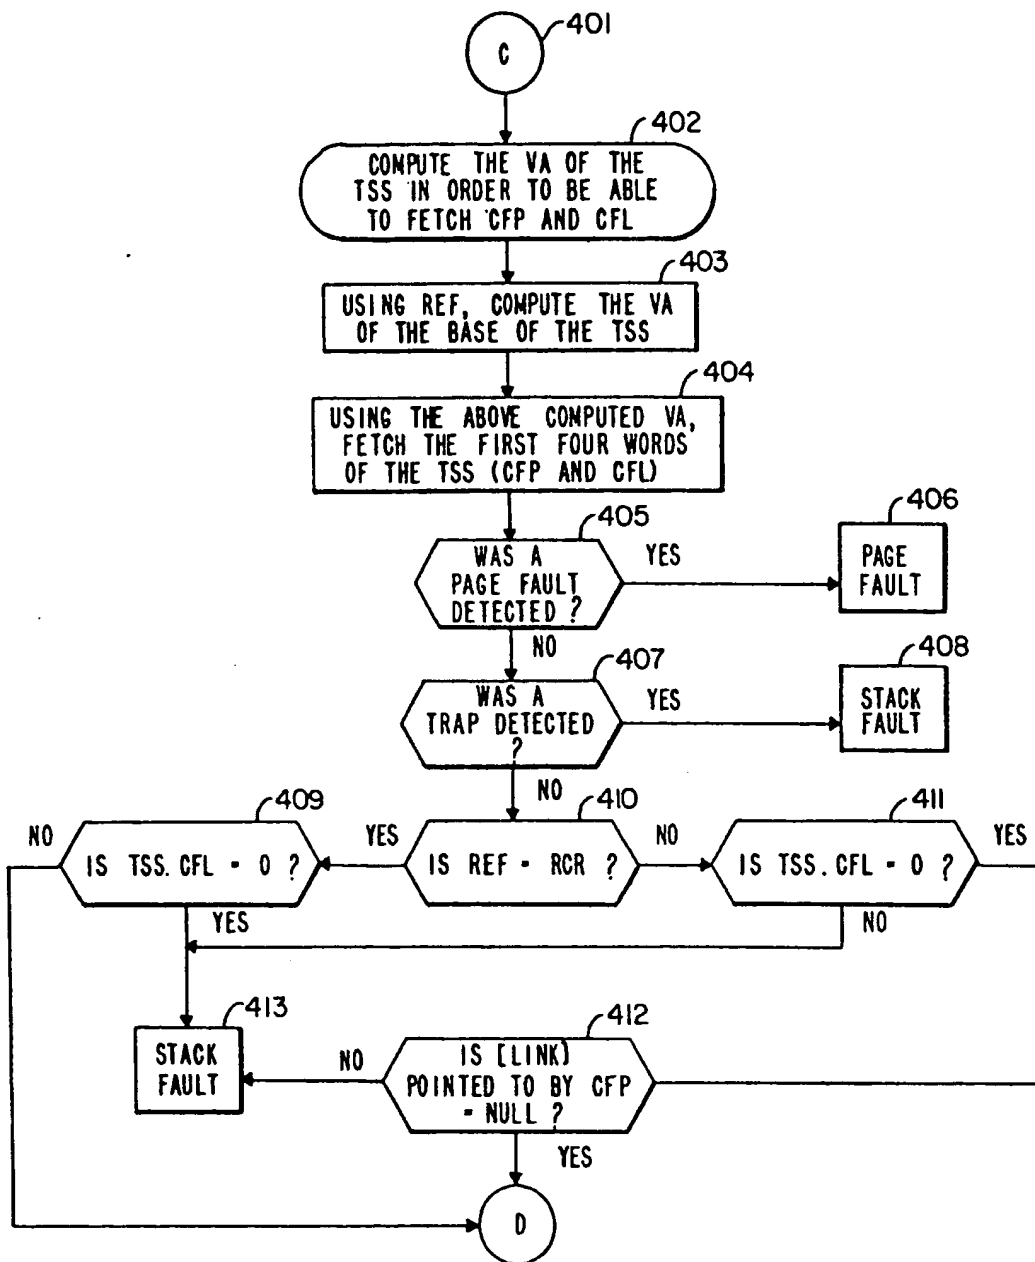 401
C
402
COMPUTE THE VA OF THE
TSS IN ORDER TO BE ABLE
TO FETCH CFP AND CFL
403
USING REF, COMPUTE THE VA
OF THE BASE OF THE TSS
404
USING THE ABOVE COMPUTED VA,
FETCH THE FIRST FOUR WORDS
OF THE TSS (CFP AND CFL)
405
WAS A
PAGE FAULT
DETECTED ?
YES
406
PAGE
FAULT
NO
407
WAS A
TRAP DETECTED
?
YES
408
STACK
FAULT
NO
409
NO
IS TSS. CFL = 0 ?
YES
YES
410
IS REF = RCR ?
NO
411
IS TSS. CFL = 0 ?
YES
NO
413
STACK
FAULT
NO
412
IS [LINK]
POINTED TO BY CFP
= NULL ?
YES
D